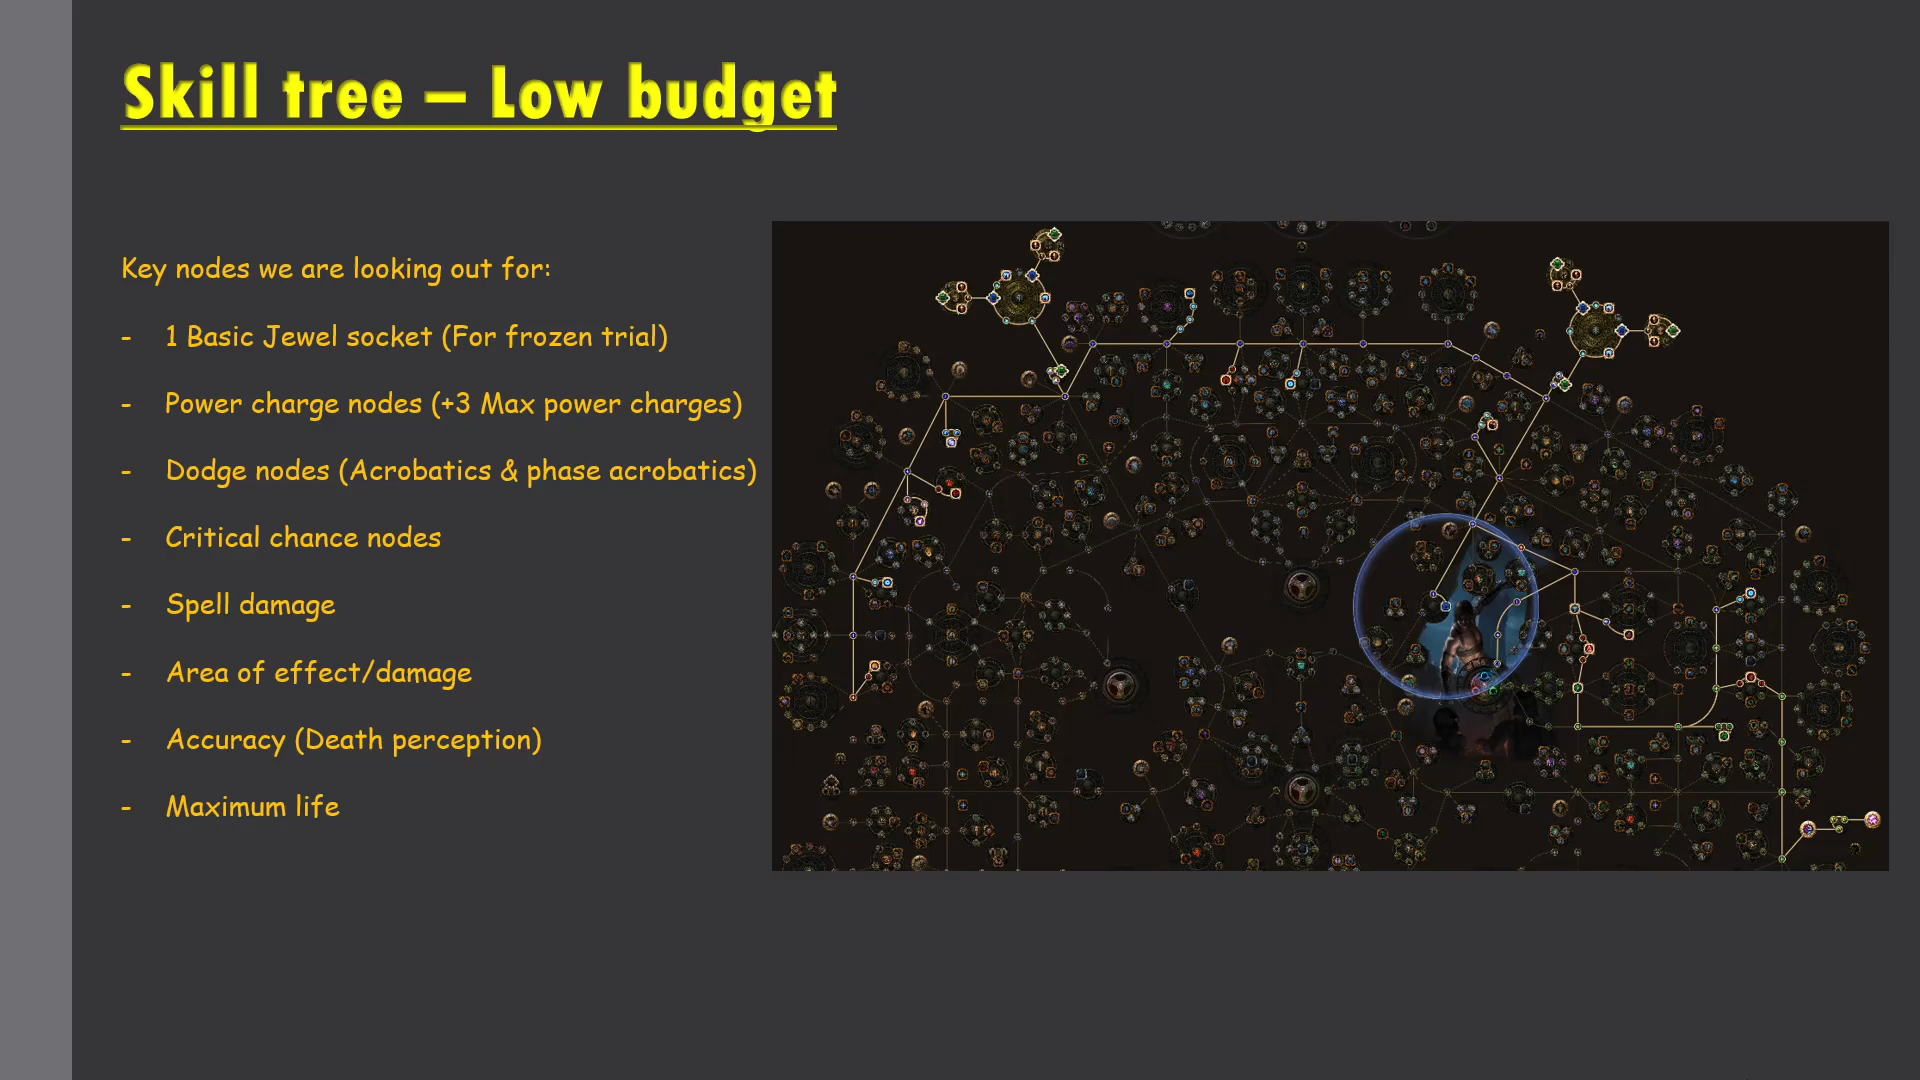 Skill tree – Low budget
Key nodes we are looking out for:
- 1 Basic Jewel socket (For frozen trial)
- Power charge nodes (+3 Max power charges)
- Dodge nodes (Acrobatics & phase acrobatics)
- Critical chance nodes
- Spell damage
- Area of effect/damage
- Accuracy (Death perception)
- Maximum life